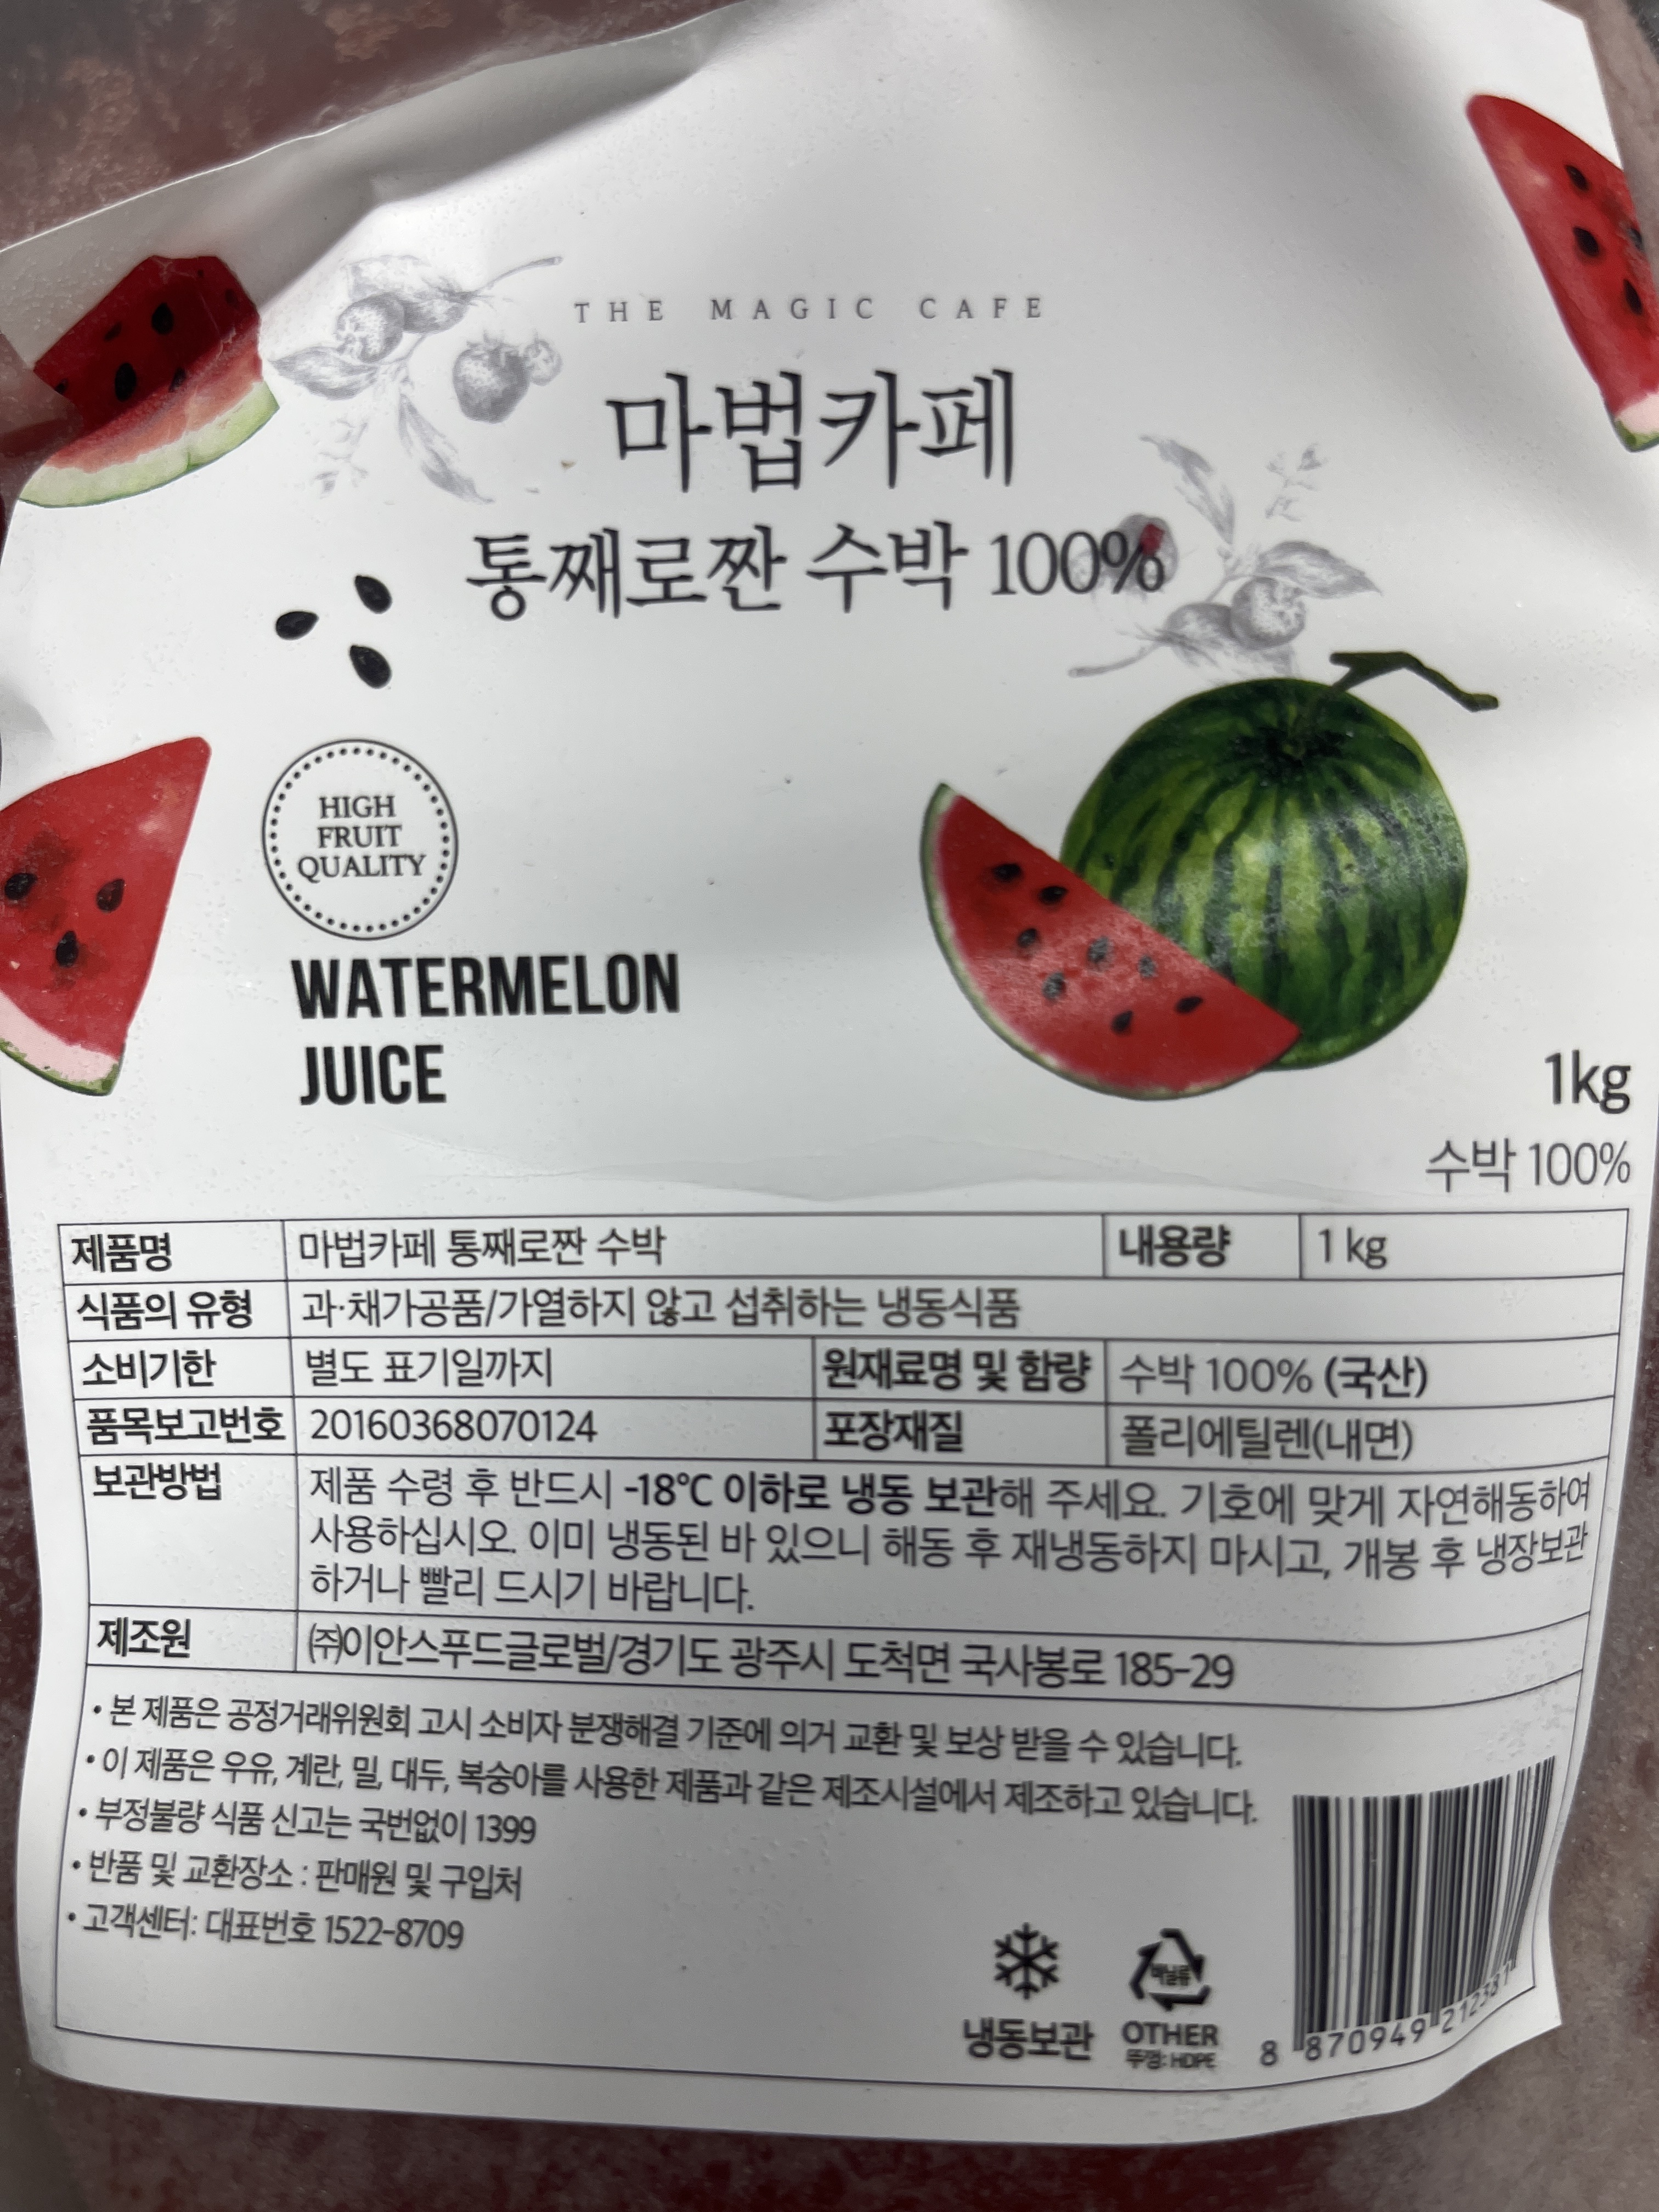 THE MAGIC CAFE
마법카페
통째로짠 수박 100%
HIGH
FRUIT
QUALITY
WATERMELON
JUICE
1kg
수박 100%
제품명 마법카페 통째로짠 수박 내용량 1 kg
식품의 유형 과·채가공품/가열하지 않고 섭취하는 냉동식품
소비기한 별도 표기일까지 원재료명 및 함량 수박 100% (국산)
품목보고번호 20160368070124 포장재질 폴리에틸렌(내면)
보관방법 제품 수령 후 반드시 -18℃ 이하로 냉동 보관해 주세요. 기호에 맞게 자연해동하여
사용하십시오. 이미 냉동된 바 있으니 해동 후 재냉동하지 마시고, 개봉 후 냉장보관
하거나 빨리 드시기 바랍니다.
제조원 ㈜이안스푸드글로벌/경기도 광주시 도척면 국사봉로 185-29
• 본 제품은 공정거래위원회 고시 소비자 분쟁해결 기준에 의거 교환 및 보상 받을 수 있습니다.
• 이 제품은 우유, 계란, 밀, 대두, 복숭아를 사용한 제품과 같은 제조시설에서 제조하고 있습니다.
• 부정불량 식품 신고는 국번없이 1399
• 반품 및 교환장소 : 판매원 및 구입처
• 고객센터: 대표번호 1522-8709
비닐류
냉동보관 OTHER
뚜껑: HDPE
8 870949 212387